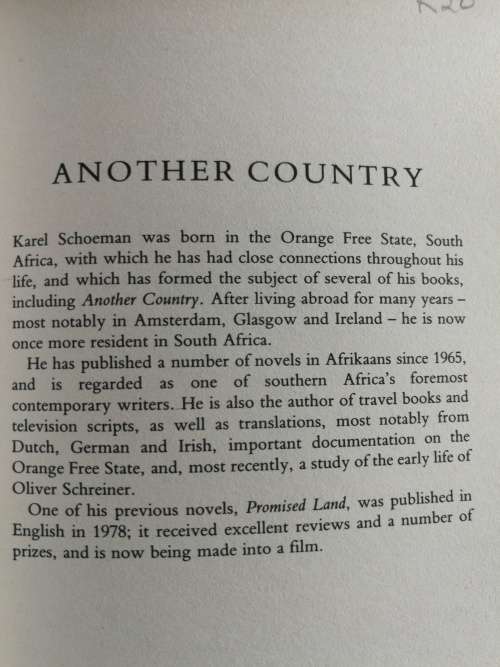 R20
ANOTHER COUNTRY
Karel Schoeman was born in the Orange Free State, South
Africa, with which he has had close connections throughout his
life, and which has formed the subject of several of his books,
including Another Country. After living abroad for many years –
most notably in Amsterdam, Glasgow and Ireland – he is now
once more resident in South Africa.
He has published a number of novels in Afrikaans since 1965,
and is regarded as one of southern Africa's foremost
contemporary writers. He is also the author of travel books and
television scripts, as well as translations, most notably from
Dutch, German and Irish, important documentation on the
Orange Free State, and, most recently, a study of the early life of
Oliver Schreiner.
One of his previous novels, Promised Land, was published in
English in 1978; it received excellent reviews and a number of
prizes, and is now being made into a film.